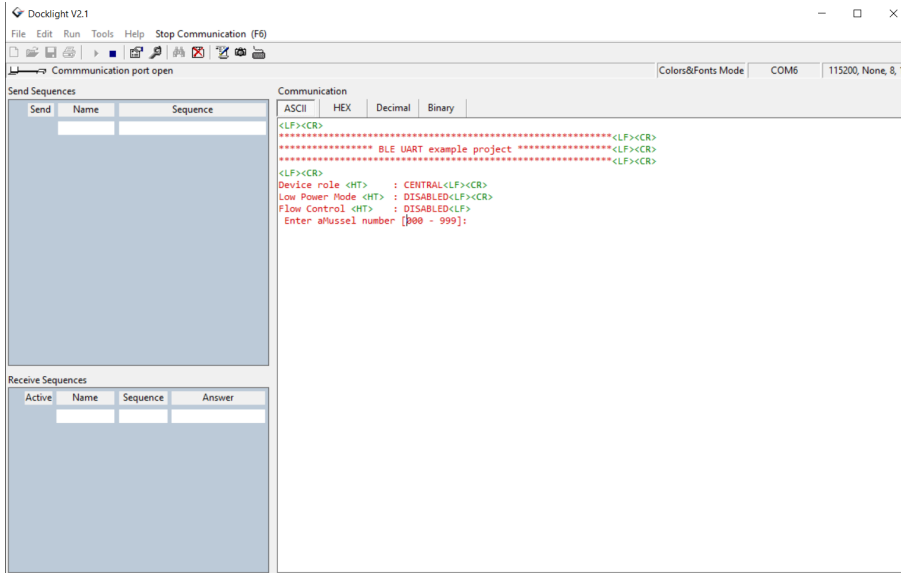 Docklight V2.1
File Edit Run Tools Help Stop Communication (F6)
Commmunication port open
Colors&Fonts Mode COM6 115200, None, 8,
Send Sequences
Send Name Sequence
Communication
ASCII HEX Decimal Binary
<LF><CR>
************************************************************<LF><CR>
***************** BLE UART example project *****************<LF><CR>
************************************************************<LF><CR>
<LF><CR>
Device role <HT> : CENTRAL<LF><CR>
Low Power Mode <HT> : DISABLED<LF><CR>
Flow Control <HT> : DISABLED<LF>
Enter aMussel number [000 - 999]:
Receive Sequences
Active Name Sequence Answer